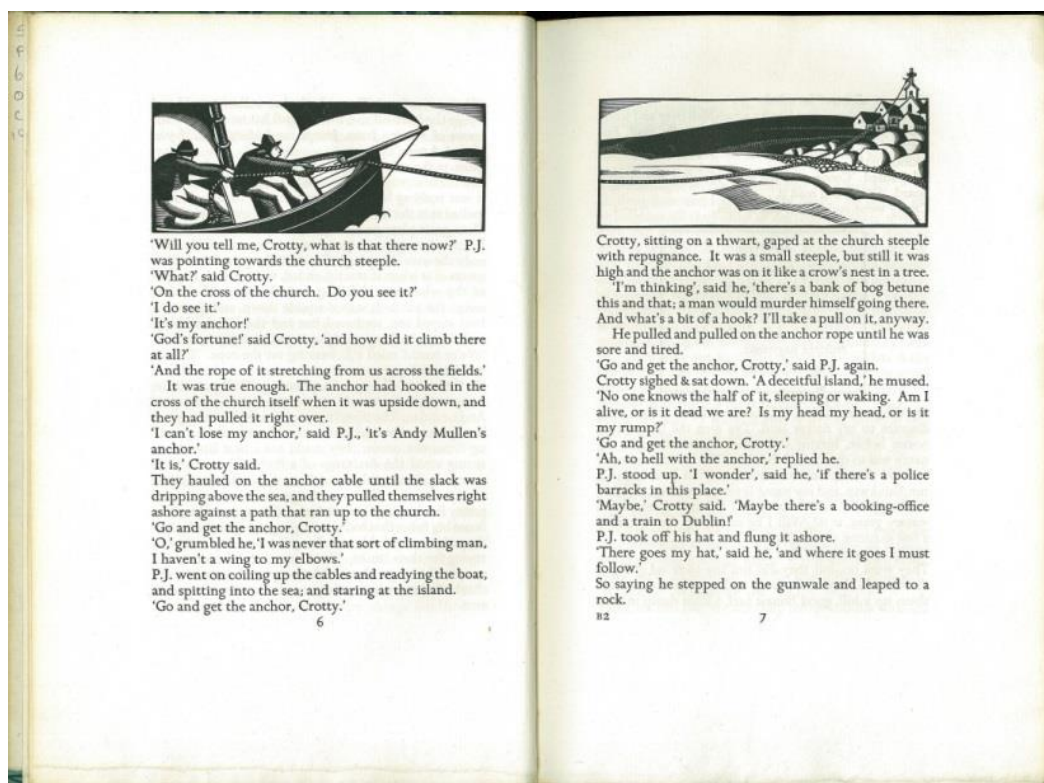 'Will you tell me, Crotty, what is that there now?' P.J.
was pointing towards the church steeple.
'What?' said Crotty.
'On the cross of the church. Do you see it?'
'I do see it.'
'It's my anchor!'
'God's fortune!' said Crotty, 'and how did it climb there
at all?'
'And the rope of it stretching from us across the fields.'
It was true enough. The anchor had hooked in the
cross of the church itself when it was upside down, and
they had pulled it right over.
'I can't lose my anchor,' said P.J., 'it's Andy Mullen's
anchor.'
'It is,' Crotty said.
They hauled on the anchor cable until the slack was
dripping above the sea, and they pulled themselves right
ashore against a path that ran up to the church.
'Go and get the anchor, Crotty.'
'O,' grumbled he, 'I was never that sort of climbing man,
I haven't a wing to my elbows.'
P.J. went on coiling up the cables and readying the boat,
and spitting into the sea; and staring at the island.
'Go and get the anchor, Crotty.'
6
Crotty, sitting on a thwart, gaped at the church steeple
with repugnance. It was a small steeple, but still it was
high and the anchor was on it like a crow's nest in a tree.
'I'm thinking', said he, 'there's a bank of bog betune
this and that; a man would murder himself going there.
And what's a bit of a hook? I'll take a pull on it, anyway.
He pulled and pulled on the anchor rope until he was
sore and tired.
'Go and get the anchor, Crotty,' said P.J. again.
Crotty sighed & sat down. 'A deceitful island,' he mused.
'No one knows the half of it, sleeping or waking. Am I
alive, or is it dead we are? Is my head my head, or is it
my rump?'
'Go and get the anchor, Crotty.'
'Ah, to hell with the anchor,' replied he.
P.J. stood up. 'I wonder', said he, 'if there's a police
barracks in this place.'
'Maybe,' Crotty said. 'Maybe there's a booking-office
and a train to Dublin!'
P.J. took off his hat and flung it ashore.
'There goes my hat,' said he, 'and where it goes I must
follow.'
So saying he stepped on the gunwale and leaped to a
rock.
B2
7